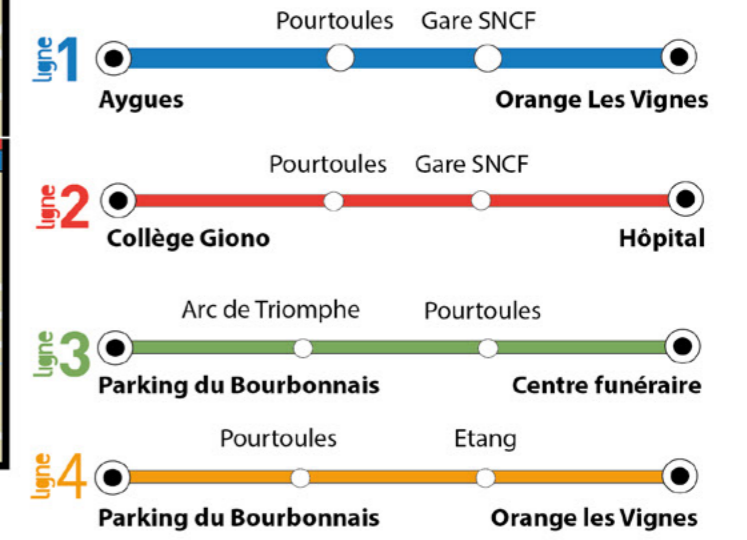 Pourtoules Gare SNCF
ligne 1
Aygues Orange Les Vignes
Pourtoules Gare SNCF
ligne 2
Collège Giono Hôpital
Arc de Triomphe Pourtoules
ligne 3
Parking du Bourbonnais Centre funéraire
Pourtoules Etang
ligne 4
Parking du Bourbonnais Orange les Vignes